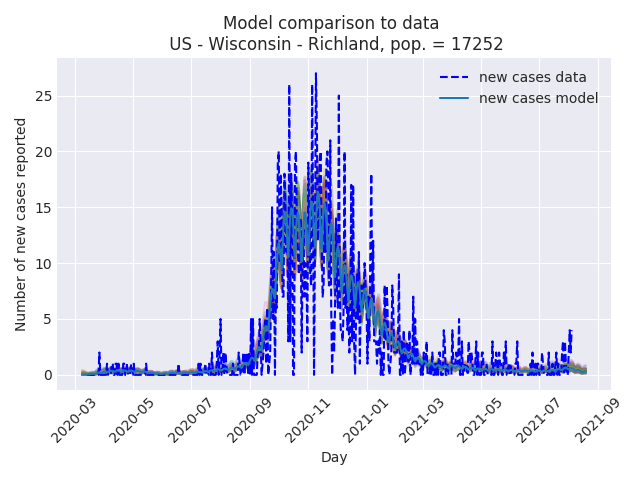 Model comparison to data
US - Wisconsin - Richland, pop. = 17252
new cases data
new cases model
Number of new cases reported
25
20
15
10
5
0
2020-03
2020-05
2020-07
2020-09
2020-11
2021-01
2021-03
2021-05
2021-07
2021-09
Day